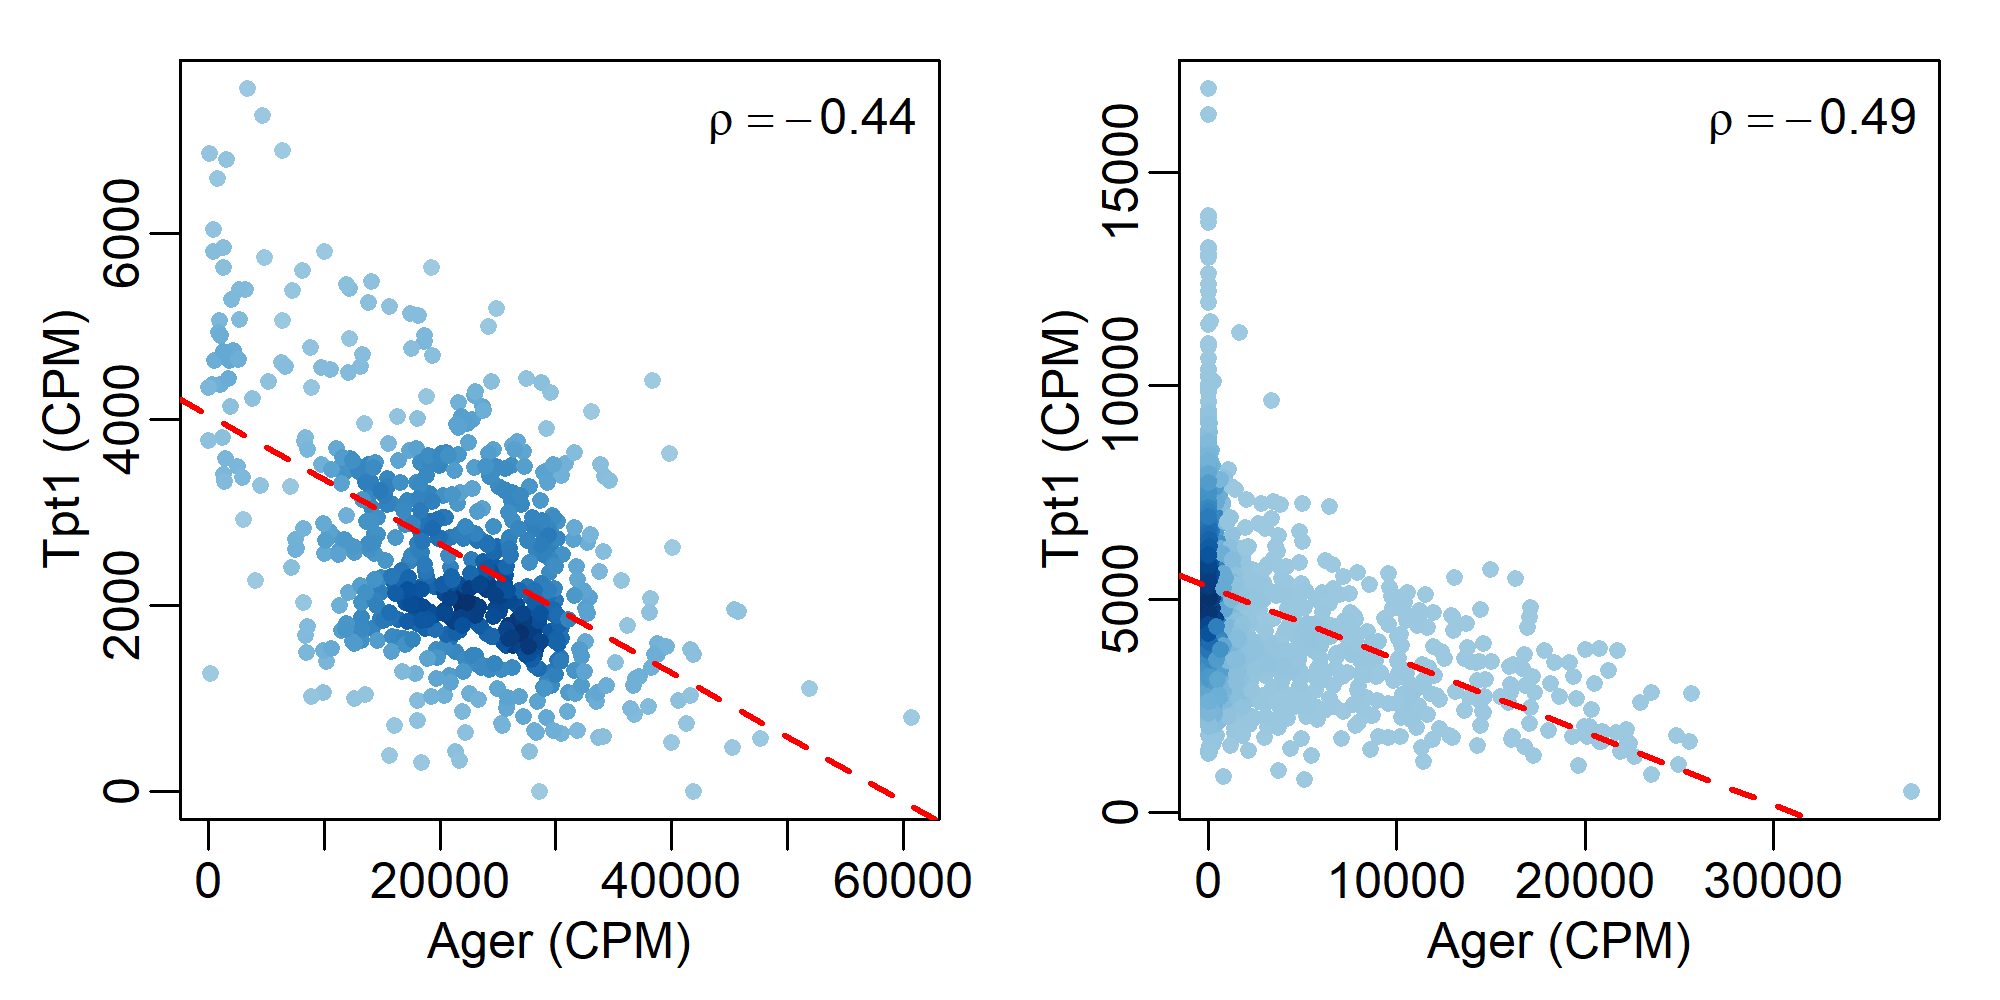 ρ = −0.44
6000
4000
2000
0
Tpt1 (CPM)
0 20000 40000 60000
Ager (CPM)
ρ = −0.49
15000
10000
5000
0
Tpt1 (CPM)
0 10000 20000 30000
Ager (CPM)